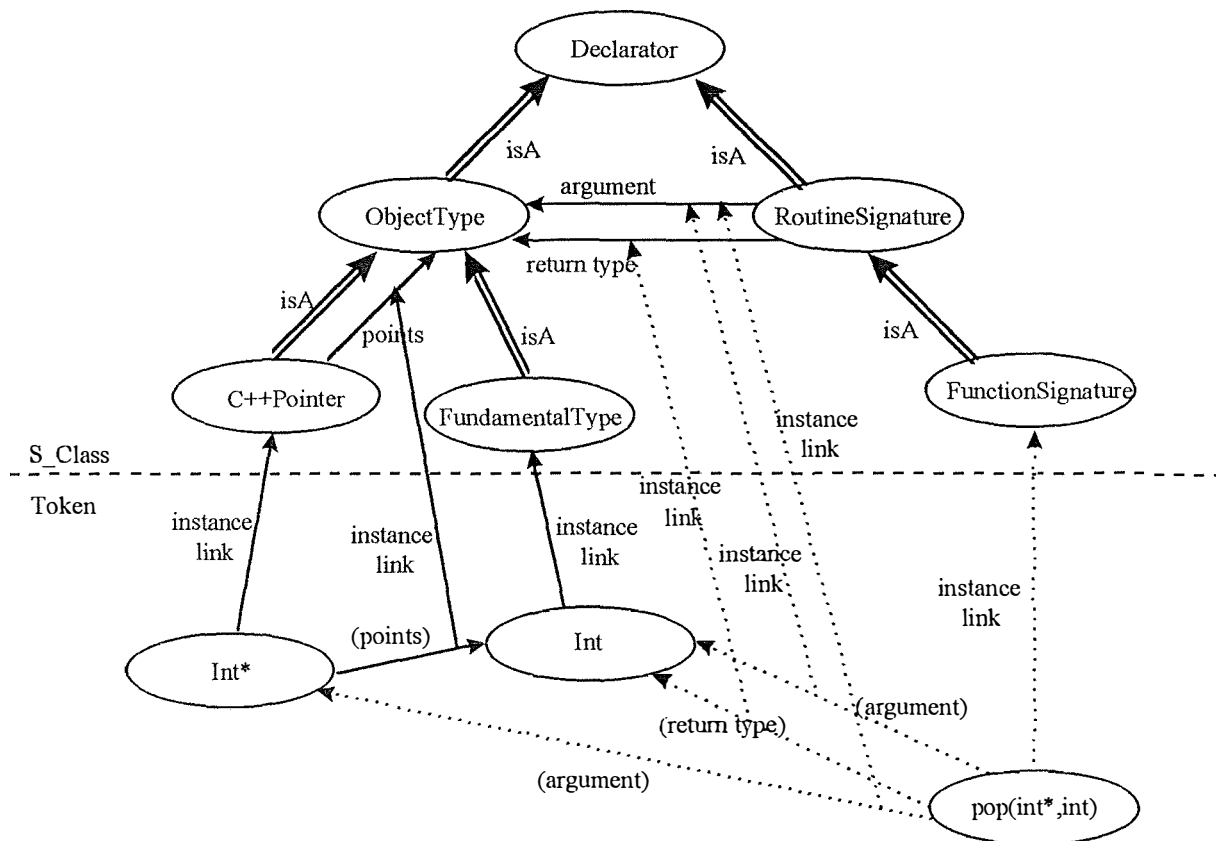 Declarator
isA
isA
argument
ObjectType
RoutineSignature
return type
isA
points
isA
isA
C++Pointer
FundamentalType
FunctionSignature
instance
link
S_Class
Token
instance
link
instance
link
instance
link
instance
link
instance
link
instance
link
(points)
Int
Int*
(argument)
(return type)
(argument)
pop(int*,int)